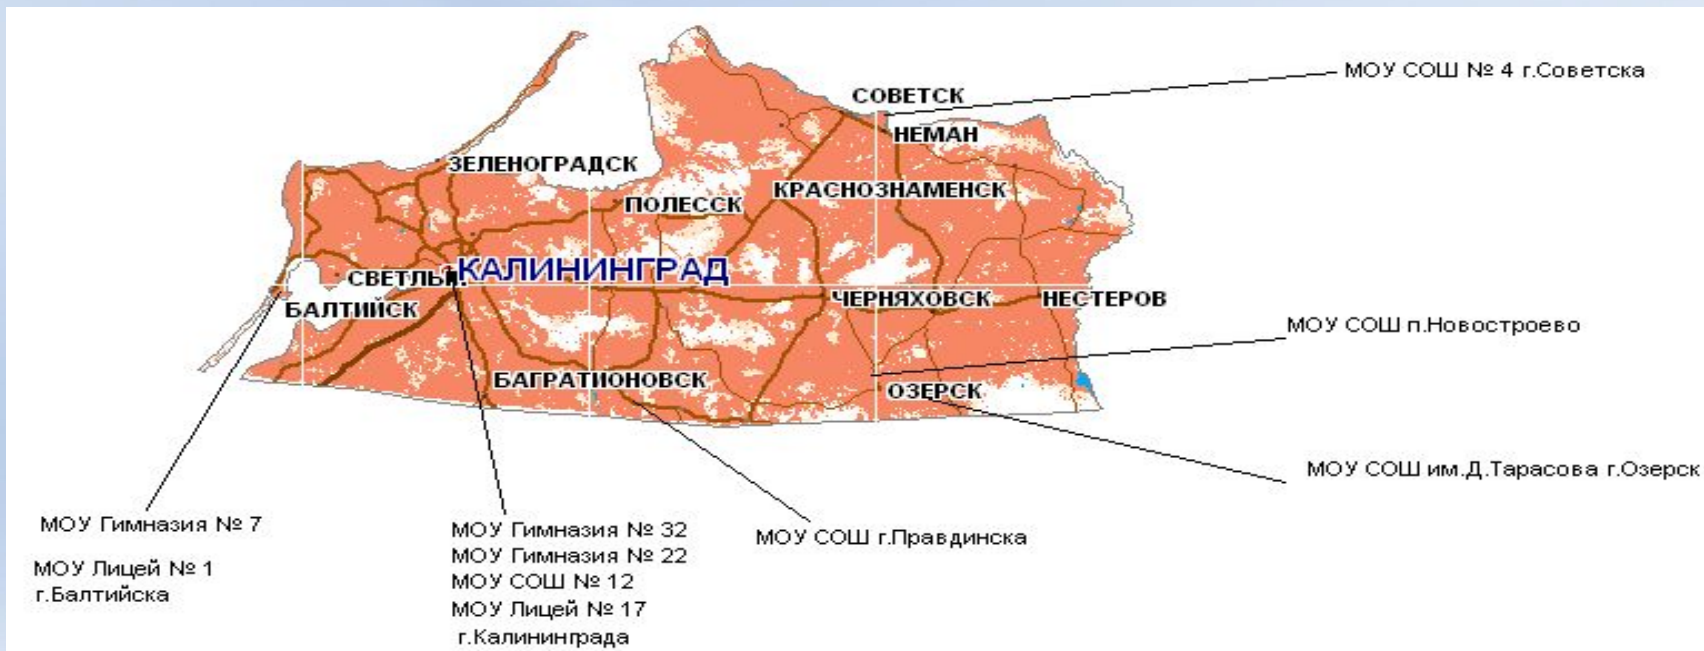 МОУ СОШ № 4 г.Советска
СОВЕТСК
НЕМАН
ЗЕЛЕНОГРАДСК
КРАСНОЗНАМЕНСК
ПОЛЕССК
КАЛИНИНГРАД
БАЛТИЙСК
ЧЕРНЯХОВСК
НЕСТЕРОВ
МОУ СОШ п.Новостроево
БАГРАТИОНОВСК
ОЗЕРСК
МОУ СОШ им.Д.Тарасова г.Озерск
МОУ Гимназия № 7
МОУ Лицей № 1
г.Балтийска
МОУ Гимназия № 32
МОУ Гимназия № 22
МОУ СОШ № 12
МОУ Лицей № 17
г.Калининграда
МОУ СОШ г.Правдинска